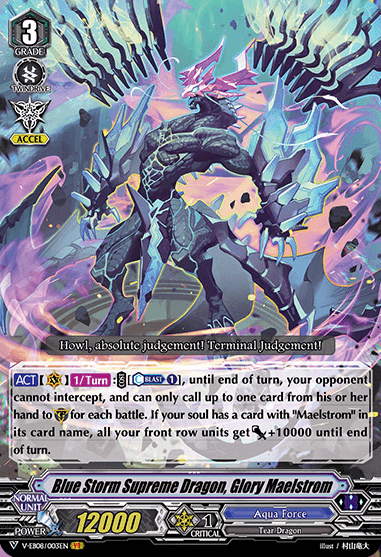 3
GRADE
TWINDRIVE
ACCEL
Howl, absolute judgement! Terminal Judgement!
ACT 1/Turn : [ BLAST 1], until end of turn, your opponent
cannot intercept, and can only call up to one card from his or her
hand to for each battle. If your soul has a card with "Maelstrom" in
its card name, all your front row units get +10000 until end
of turn.
Blue Storm Supreme Dragon, Glory Maelstrom
NORMAL
UNIT
POWER
12000
1
CRITICAL
Aqua Force
Tear Dragon
V-EB08/003EN VR
illust / 村山竜大